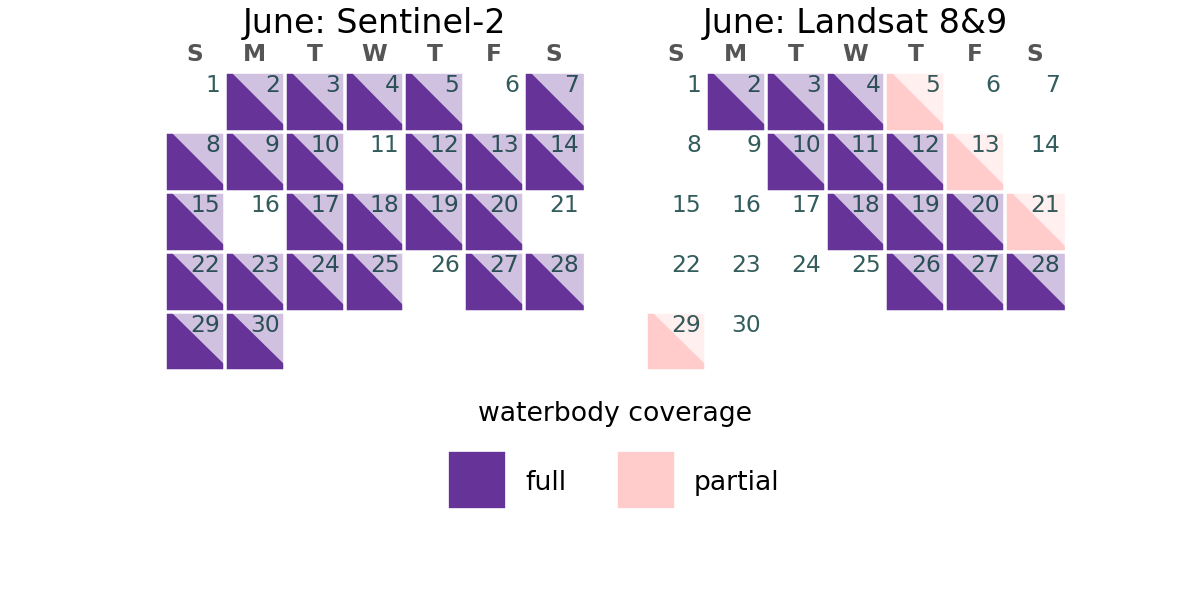 June: Sentinel-2
S M T W T F S
1 2 3 4 5 6 7
8 9 10 11 12 13 14
15 16 17 18 19 20 21
22 23 24 25 26 27 28
29 30
June: Landsat 8&9
S M T W T F S
1 2 3 4 5 6 7
8 9 10 11 12 13 14
15 16 17 18 19 20 21
22 23 24 25 26 27 28
29 30
waterbody coverage
full
partial